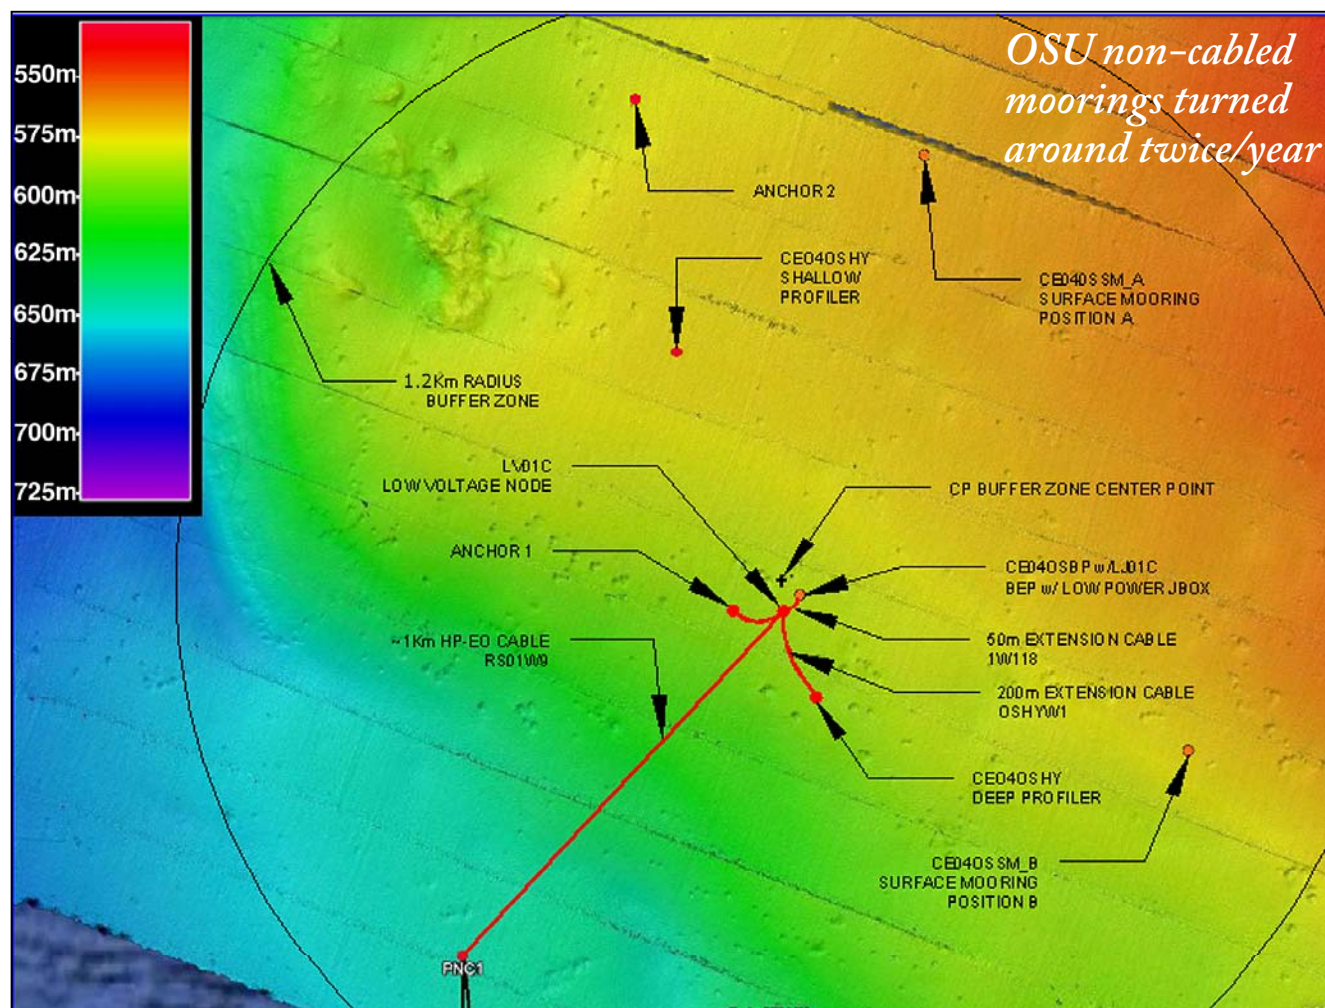 OSU non-cabled
moorings turned
around twice/year
550m
575m
600m
625m
650m
675m
700m
725m
ANCHOR 2
CE04OSHY
SHALLOW
PROFILER
CE04OSSM_A
SURFACE MOORING
POSITION A
1.2Km RADIUS
BUFFER ZONE
LV01C
LOW VOLTAGE NODE
CP BUFFER ZONE CENTER POINT
ANCHOR 1
CE04OSBP w/LJ01C
BEP w/ LOW POWER JBOX
~1Km HP-EO CABLE
RS01W9
50m EXTENSION CABLE
1W118
200m EXTENSION CABLE
OSHYW1
CE04OSHY
DEEP PROFILER
CE04OSSM_B
SURFACE MOORING
POSITION B
PNC1